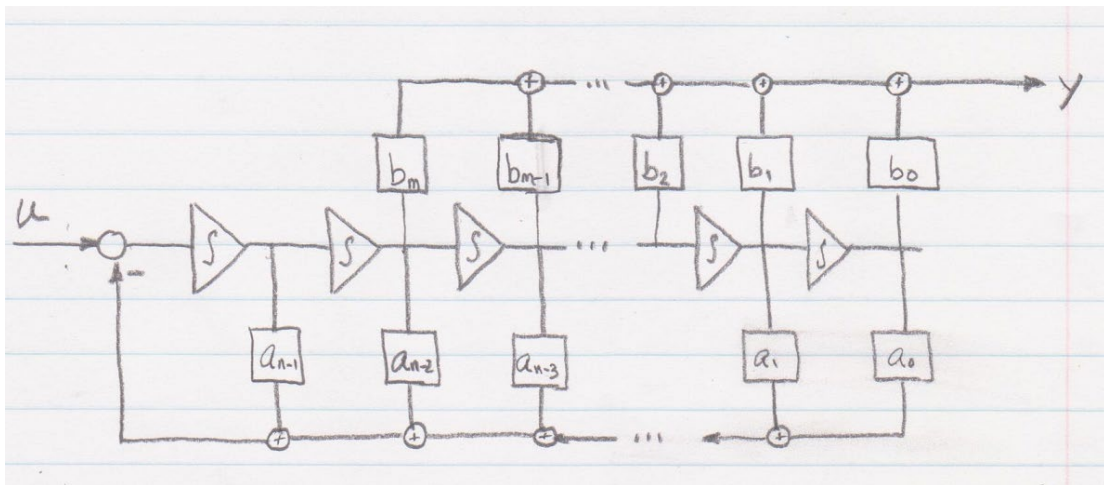 + ... + + +
y
b_m b_{m-1} b_2 b_1 b_0
u
∫ ∫ ∫ ... ∫ ∫
-
a_{n-1} a_{n-2} a_{n-3} a_1 a_0
+ + + ... +